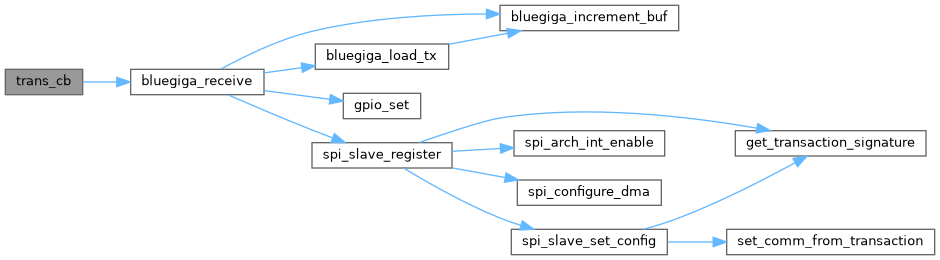 trans_cb
bluegiga_receive
bluegiga_increment_buf
bluegiga_load_tx
gpio_set
spi_slave_register
get_transaction_signature
spi_arch_int_enable
spi_configure_dma
spi_slave_set_config
set_comm_from_transaction